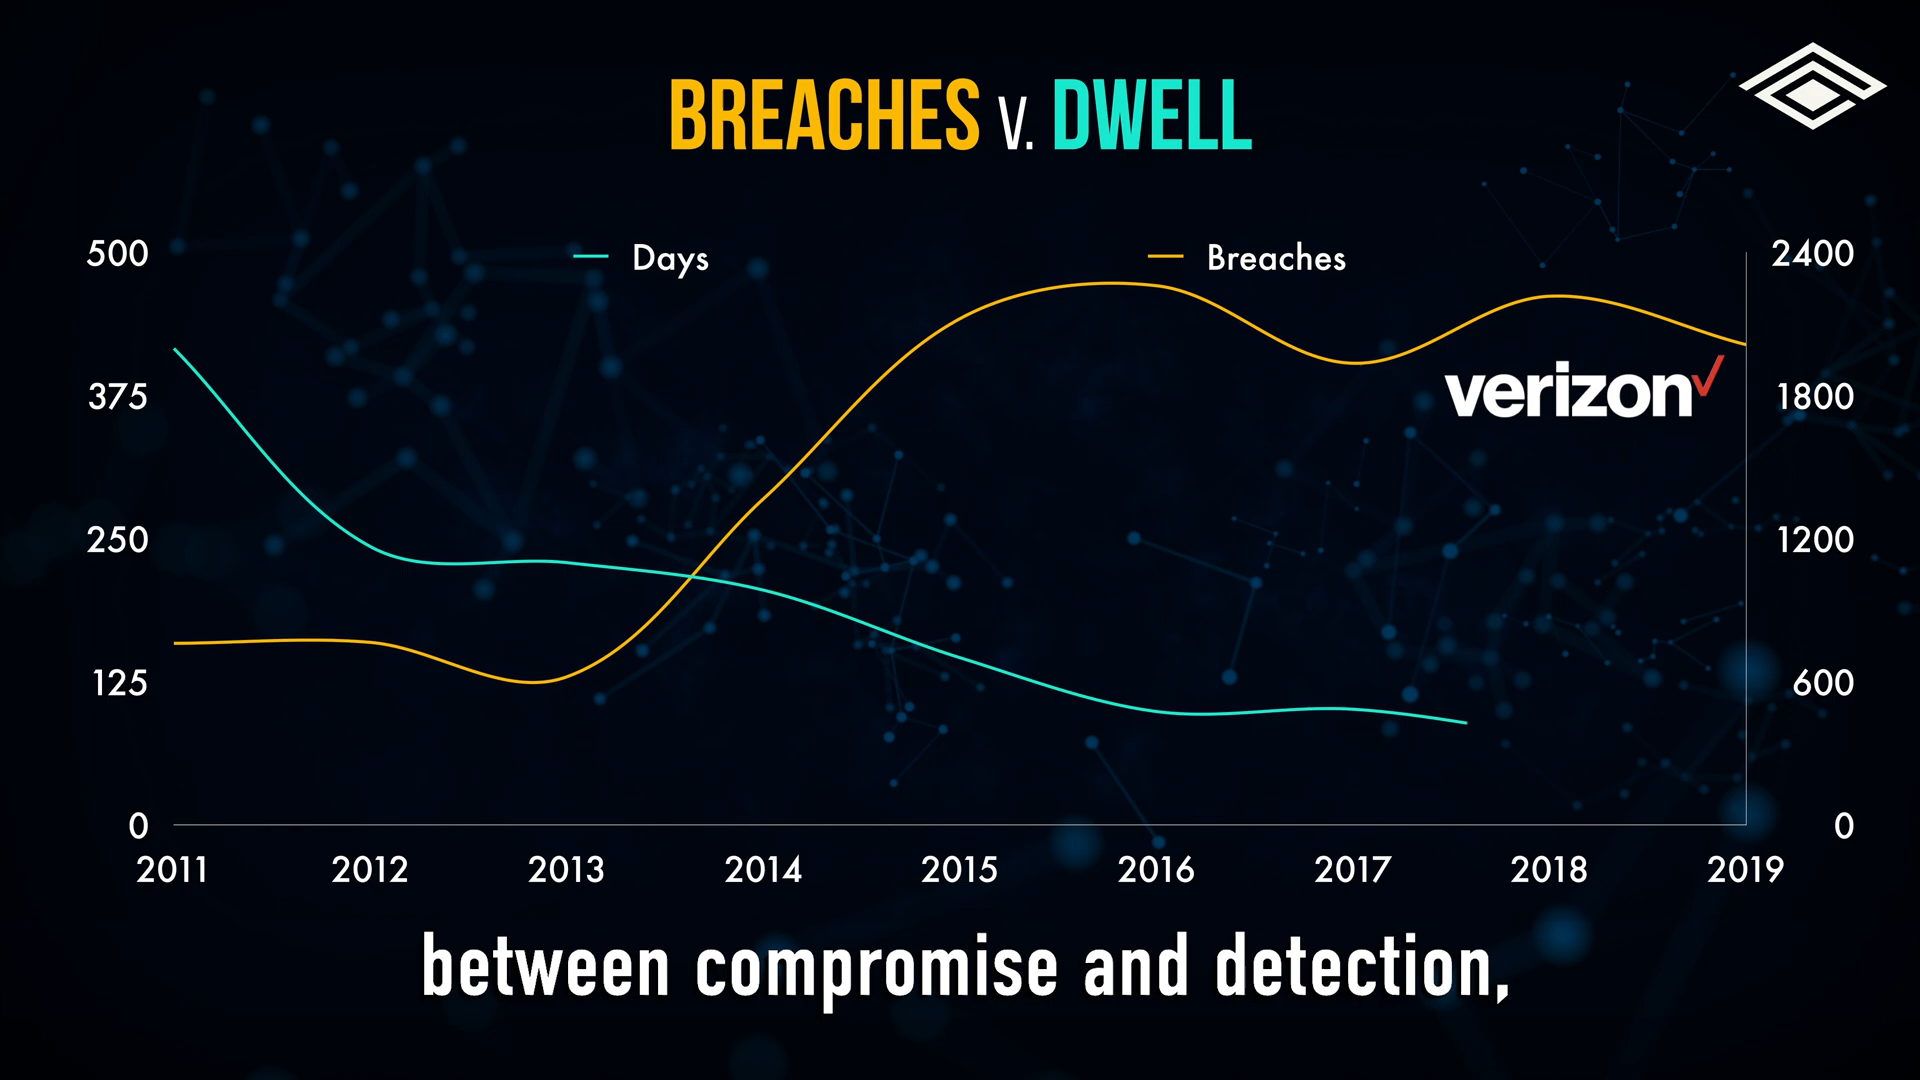 BREACHES V. DWELL
Days
Breaches
500
375
250
125
0
2400
1800
1200
600
0
verizon
2011 2012 2013 2014 2015 2016 2017 2018 2019
between compromise and detection,